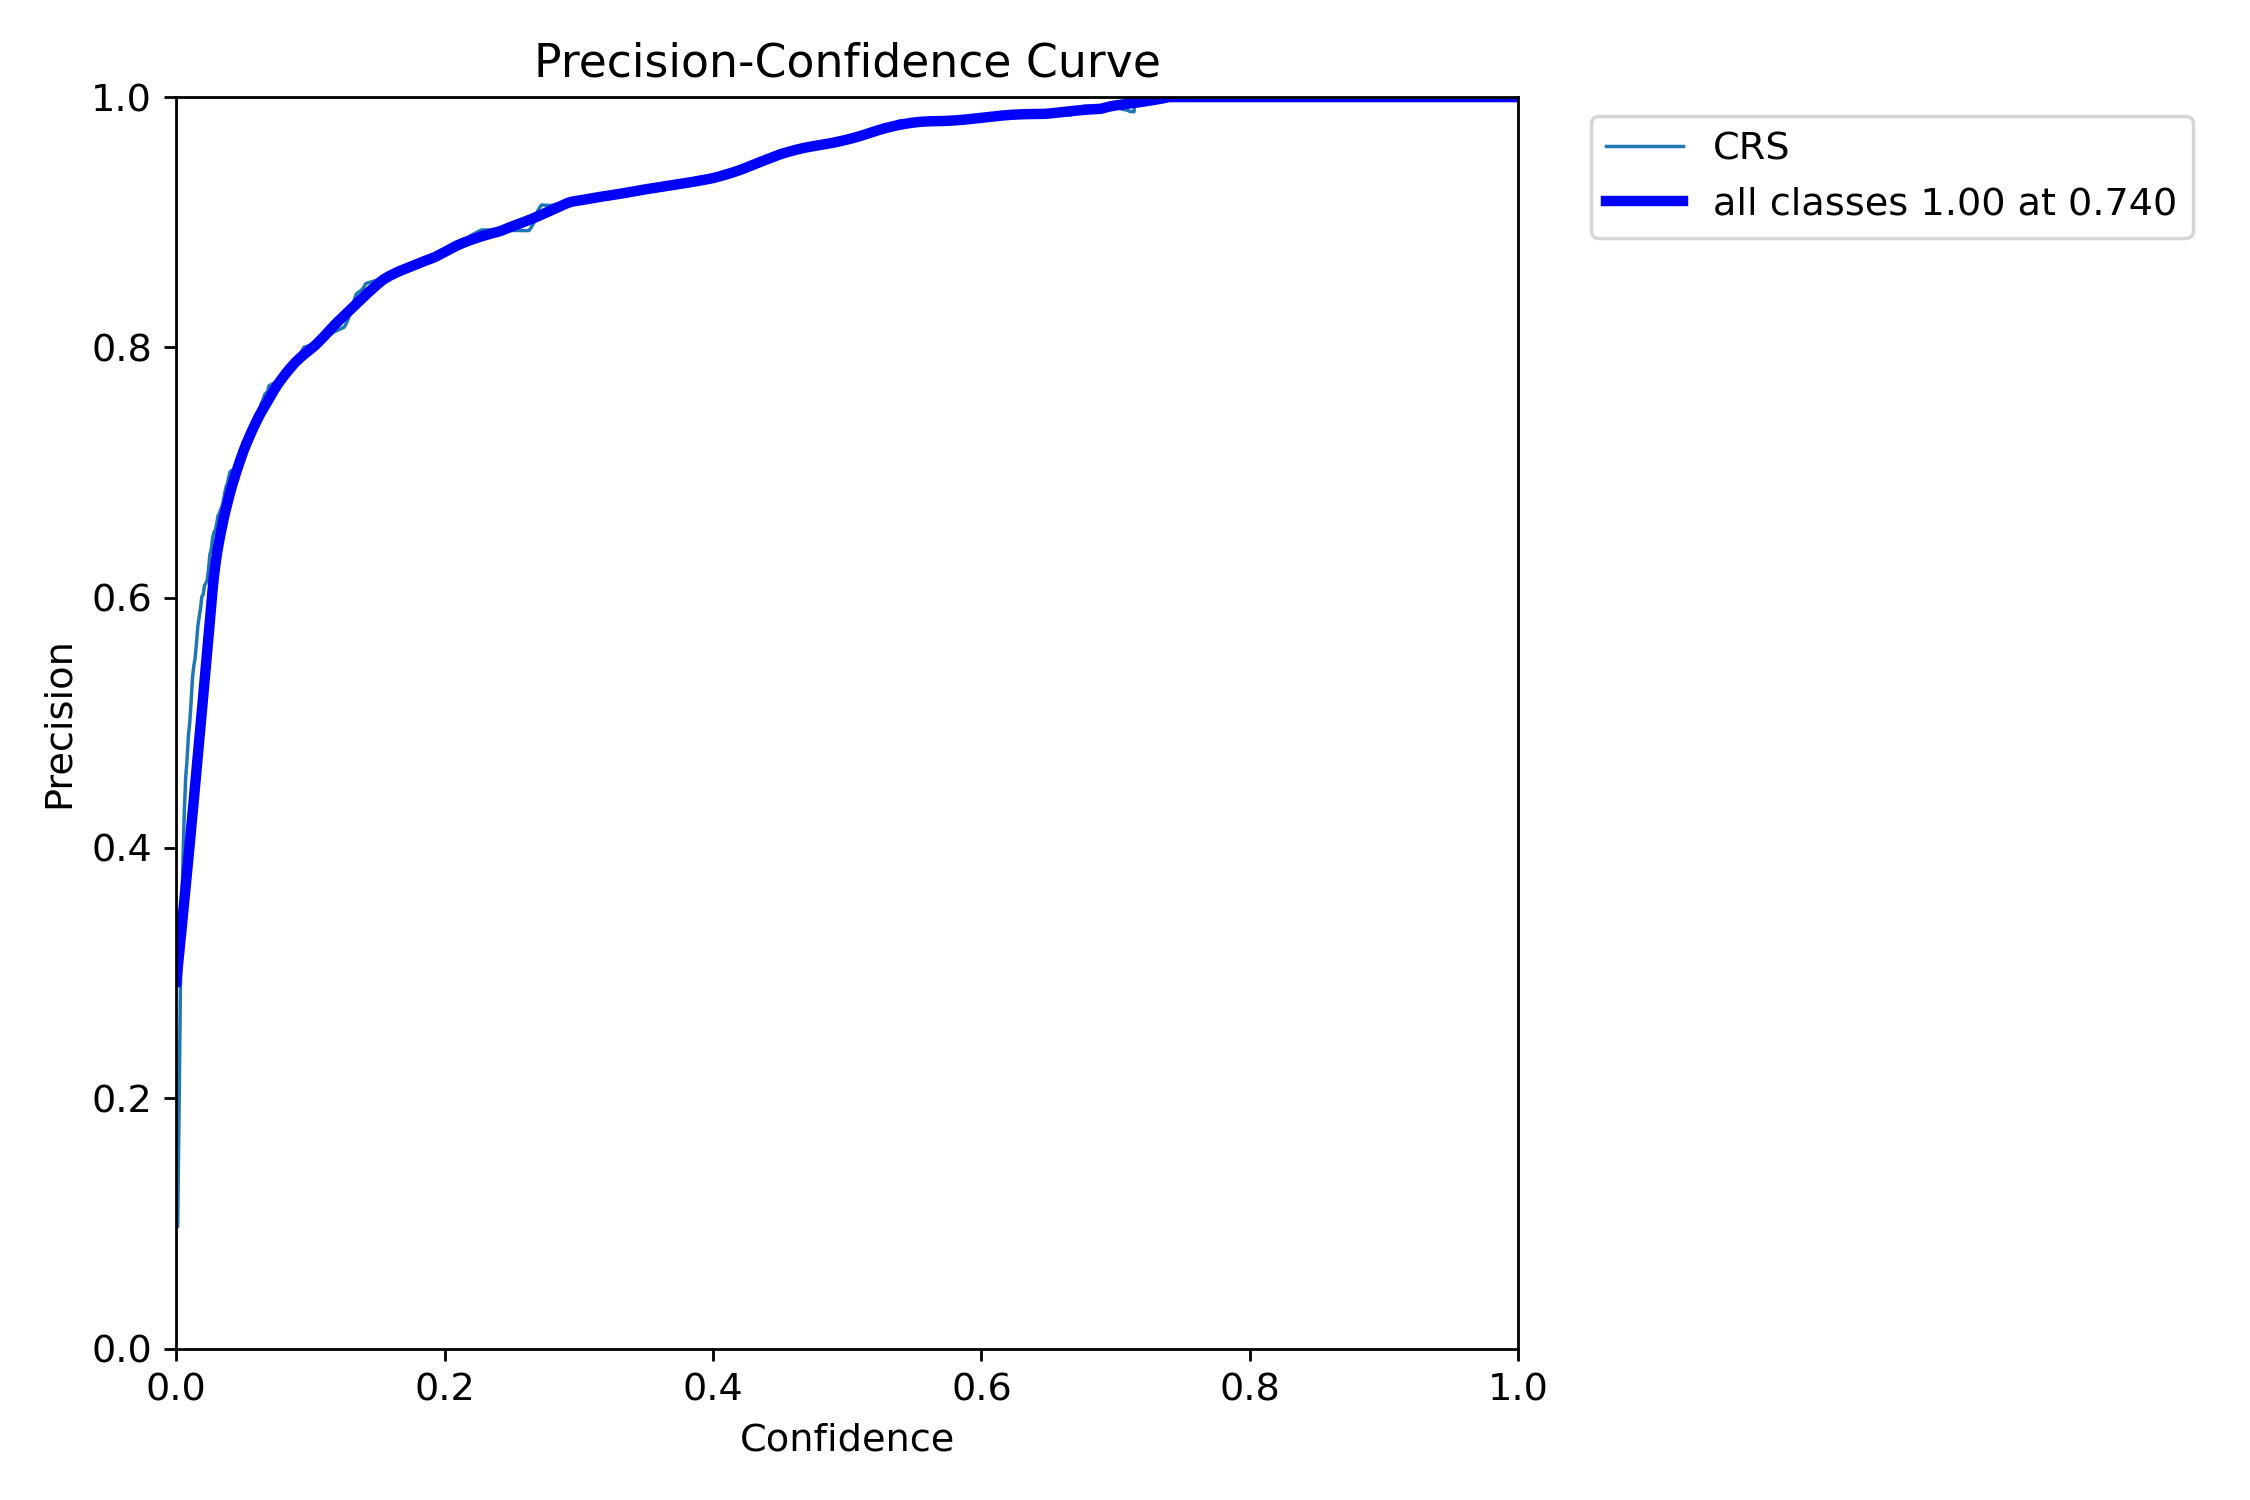 Precision-Confidence Curve
CRS
all classes 1.00 at 0.740
Precision
1.0
0.8
0.6
0.4
0.2
0.0
0.0 0.2 0.4 0.6 0.8 1.0
Confidence